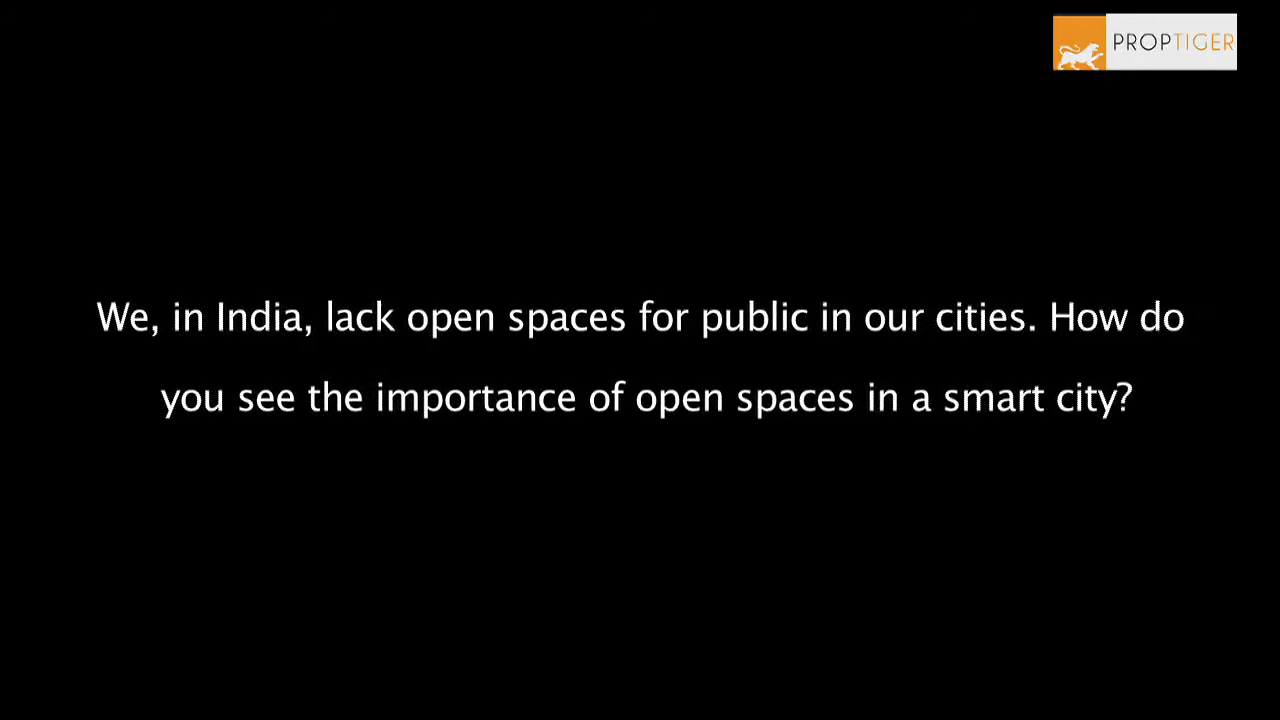 PROPTIGER
We, in India, lack open spaces for public in our cities. How do
you see the importance of open spaces in a smart city?